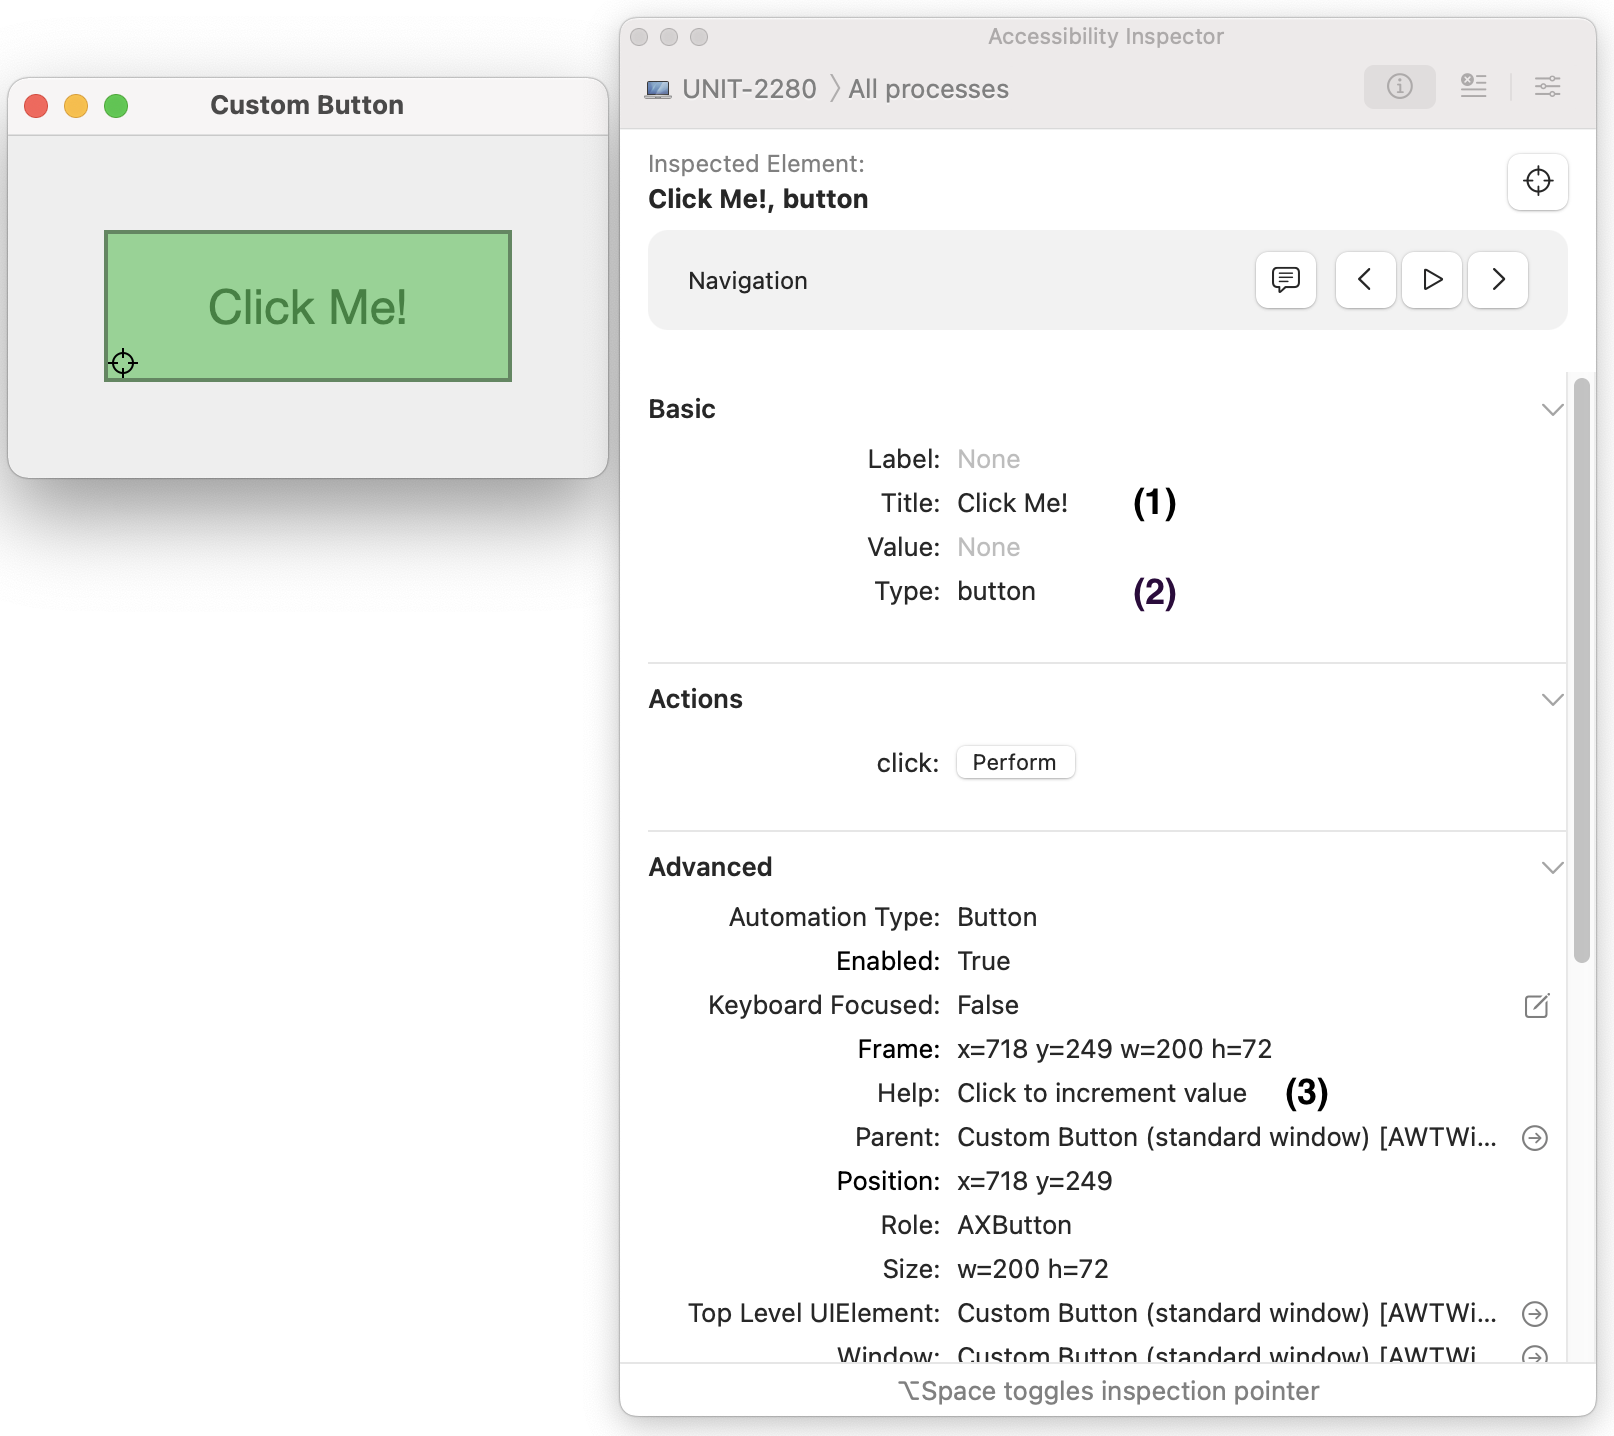 Custom Button
Click Me!
Accessibility Inspector
UNIT-2280 〉All processes
Inspected Element:
Click Me!, button
Navigation
Basic
Label: None
Title: Click Me! (1)
Value: None
Type: button (2)
Actions
click: Perform
Advanced
Automation Type: Button
Enabled: True
Keyboard Focused: False
Frame: x=718 y=249 w=200 h=72
Help: Click to increment value (3)
Parent: Custom Button (standard window) [AWTWi...
Position: x=718 y=249
Role: AXButton
Size: w=200 h=72
Top Level UIElement: Custom Button (standard window) [AWTWi...
Window: Custom Button (standard window) [AWTWi
⌥Space toggles inspection pointer